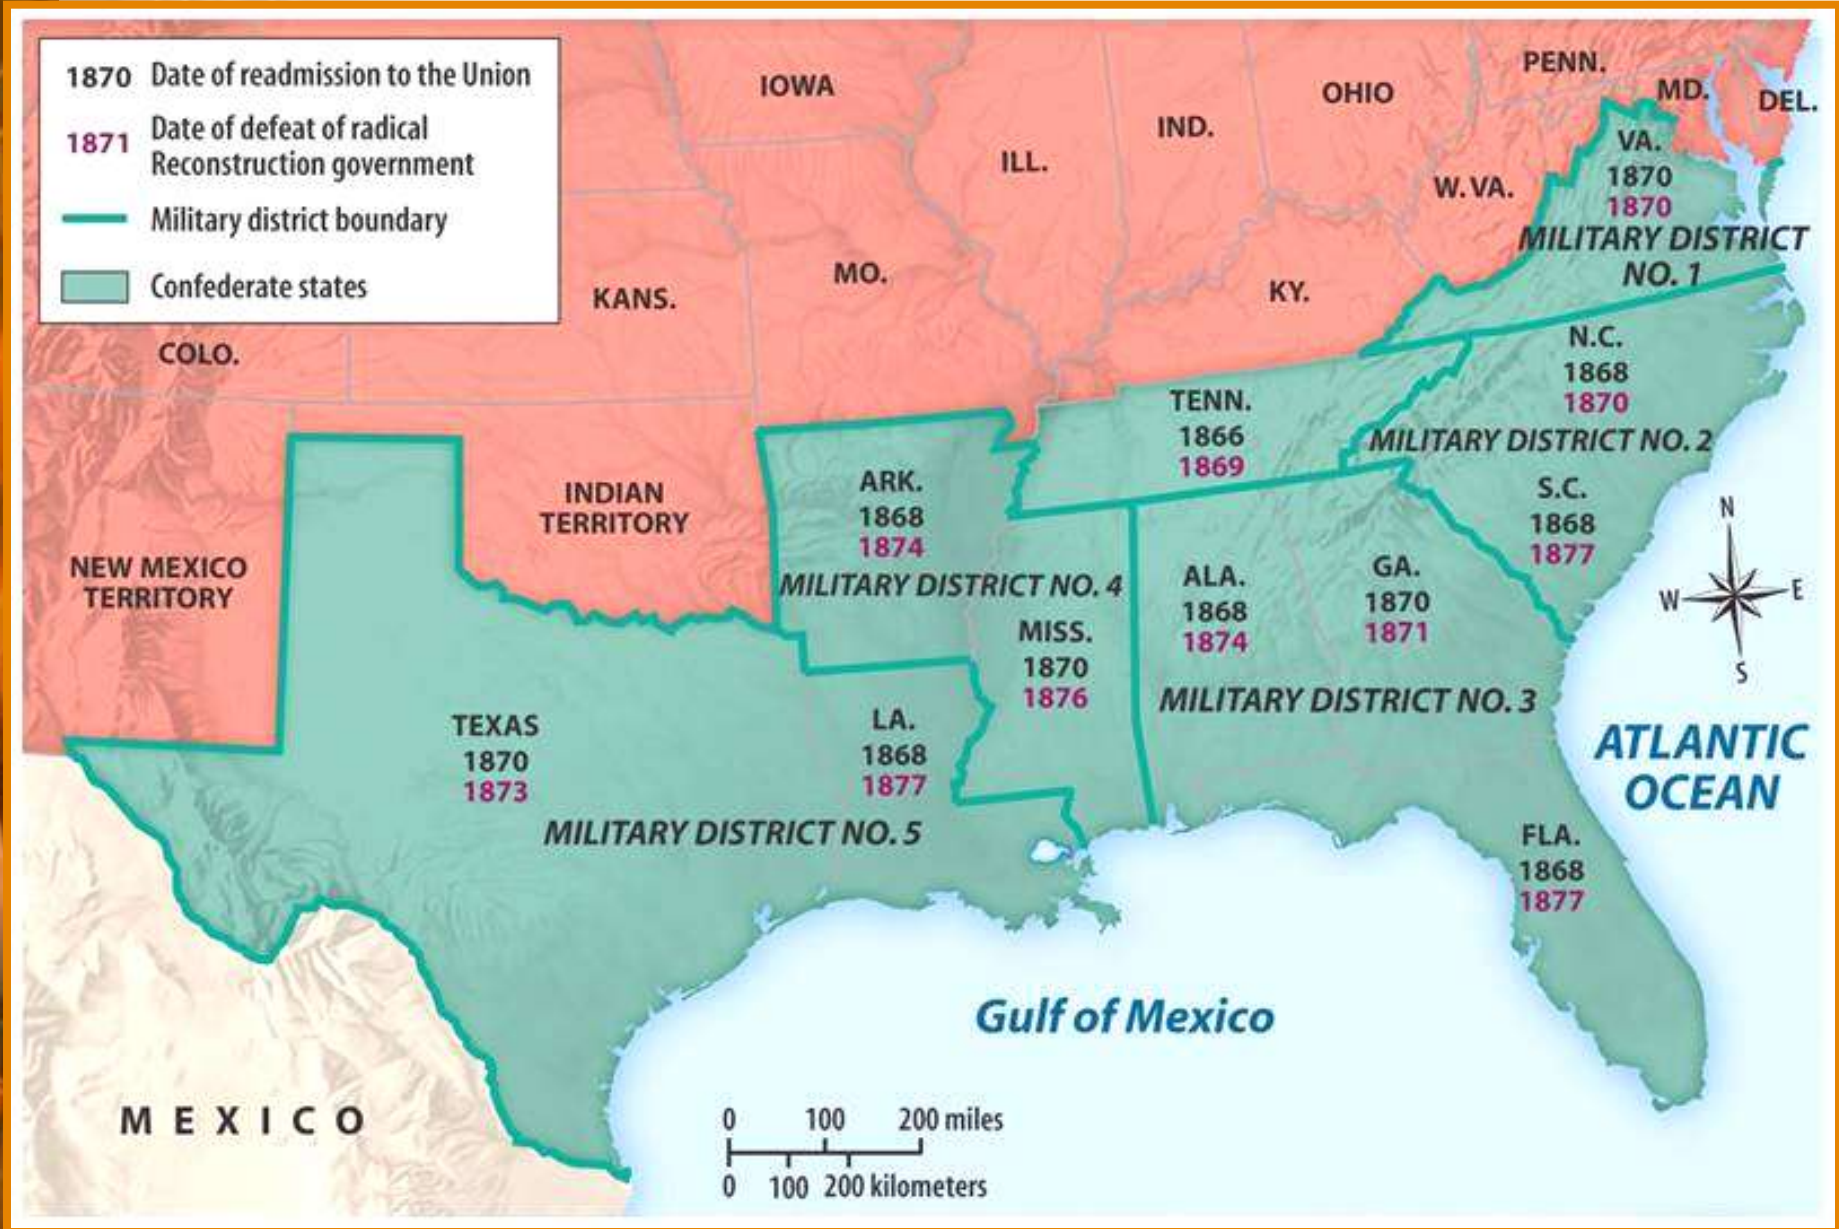 1870 Date of readmission to the Union
1871 Date of defeat of radical
Reconstruction government
Military district boundary
Confederate states
IOWA
ILL.
IND.
OHIO
PENN.
MD.
DEL.
W. VA.
VA.
1870
1870
MILITARY DISTRICT
NO. 1
COLO.
KANS.
MO.
KY.
N.C.
1868
1870
MILITARY DISTRICT NO. 2
S.C.
1868
1877
TENN.
1866
1869
NEW MEXICO
TERRITORY
INDIAN
TERRITORY
ARK.
1868
1874
MILITARY DISTRICT NO. 4
MISS.
1870
1876
ALA.
1868
1874
GA.
1870
1871
MILITARY DISTRICT NO. 3
FLA.
1868
1877
TEXAS
1870
1873
LA.
1868
1877
MILITARY DISTRICT NO. 5
N
W
E
S
ATLANTIC
OCEAN
Gulf of Mexico
MEXICO
0 100 200 miles
0 100 200 kilometers